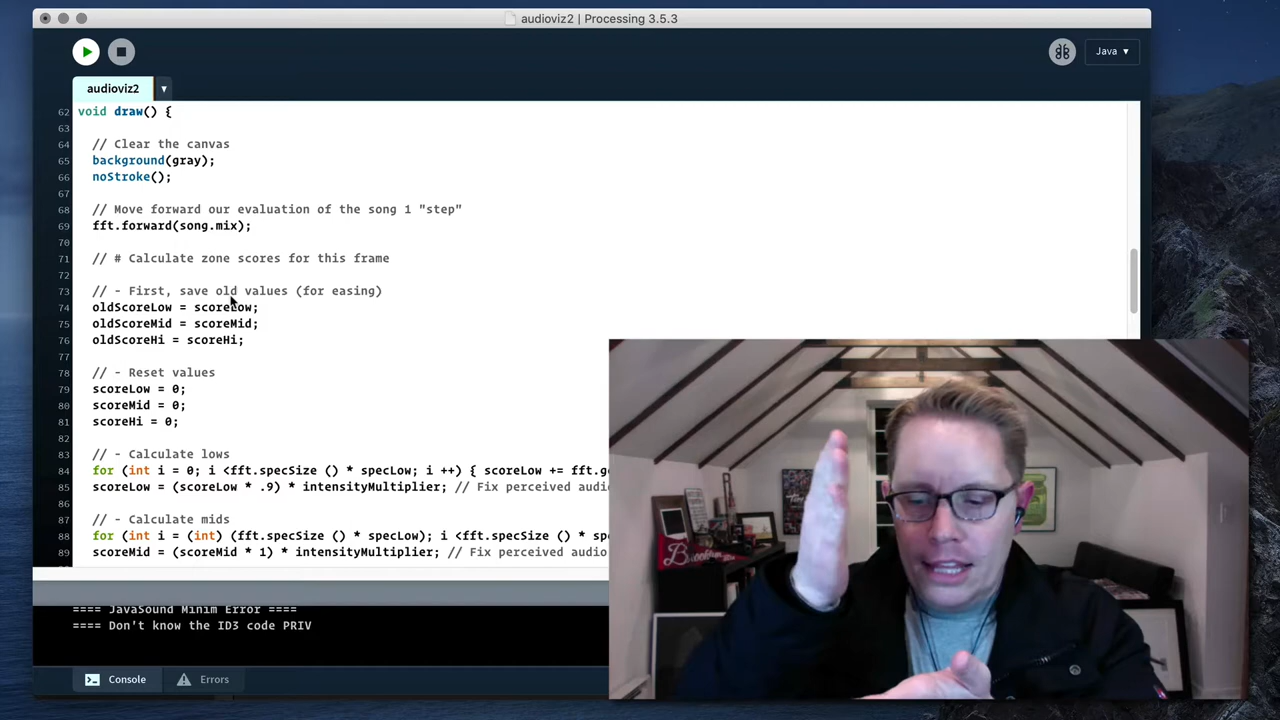 audioviz2 | Processing 3.5.3
Java ▾
audioviz2 ▾
62 void draw() {
63
64 // Clear the canvas
65 background(gray);
66 noStroke();
67
68 // Move forward our evaluation of the song 1 "step"
69 fft.forward(song.mix);
70
71 // # Calculate zone scores for this frame
72
73 // - First, save old values (for easing)
74 oldScoreLow = scoreLow;
75 oldScoreMid = scoreMid;
76 oldScoreHi = scoreHi;
77
78 // - Reset values
79 scoreLow = 0;
80 scoreMid = 0;
81 scoreHi = 0;
82
83 // - Calculate lows
84 for (int i = 0; i <fft.specSize () * specLow; i ++) { scoreLow += fft.g
85 scoreLow = (scoreLow * .9) * intensityMultiplier; // Fix perceived audi
86
87 // - Calculate mids
88 for (int i = (int) (fft.specSize () * specLow); i <fft.specSize () * sp
89 scoreMid = (scoreMid * 1) * intensityMultiplier; // Fix perceived audio
==== JavaSound Minim Error ====
==== Don't know the ID3 code PRIV
Brooklyn
Console
Errors